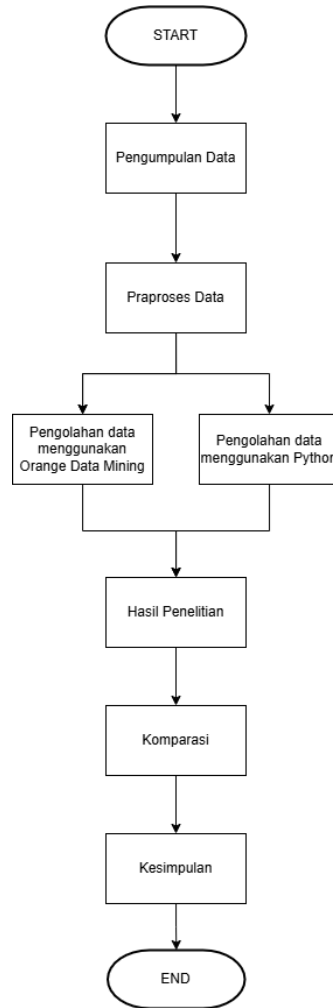 START
Pengumpulan Data
Praproses Data
Pengolahan data
menggunakan
Orange Data Mining
Pengolahan data
menggunakan Python
Hasil Penelitian
Komparasi
Kesimpulan
END